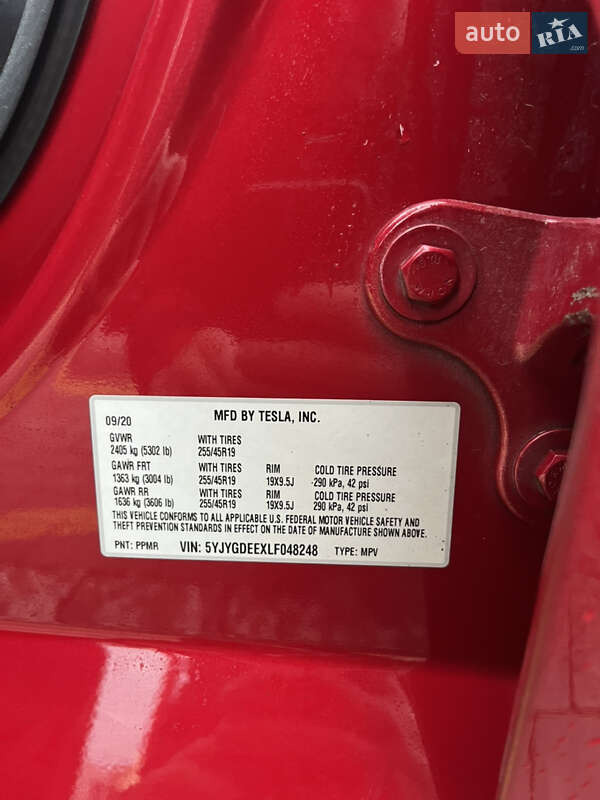 auto RIA .com
09/20 MFD BY TESLA, INC.
GVWR WITH TIRES
2405 kg (5302 lb) 255/45R19
GAWR FRT WITH TIRES RIM COLD TIRE PRESSURE
1363 kg (3004 lb) 255/45R19 19X9.5J 290 kPa, 42 psi
GAWR RR WITH TIRES RIM COLD TIRE PRESSURE
1636 kg (3606 lb) 255/45R19 19X9.5J 290 kPa, 42 psi
THIS VEHICLE CONFORMS TO ALL APPLICABLE U.S. FEDERAL MOTOR VEHICLE SAFETY AND
THEFT PREVENTION STANDARDS IN EFFECT ON THE DATE OF MANUFACTURE SHOWN ABOVE.
PNT: PPMR VIN: 5YJYGDEEXLF048248 TYPE: MPV